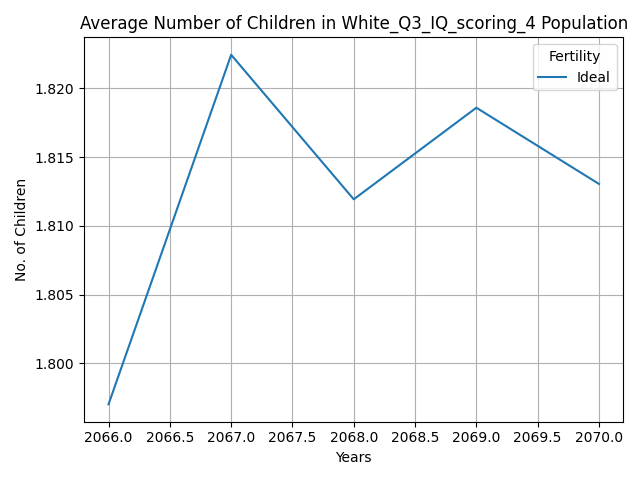 Average Number of Children in White_Q3_IQ_scoring_4 Population
Fertility
Ideal
1.820
1.815
1.810
1.805
1.800
No. of Children
2066.0 2066.5 2067.0 2067.5 2068.0 2068.5 2069.0 2069.5 2070.0
Years